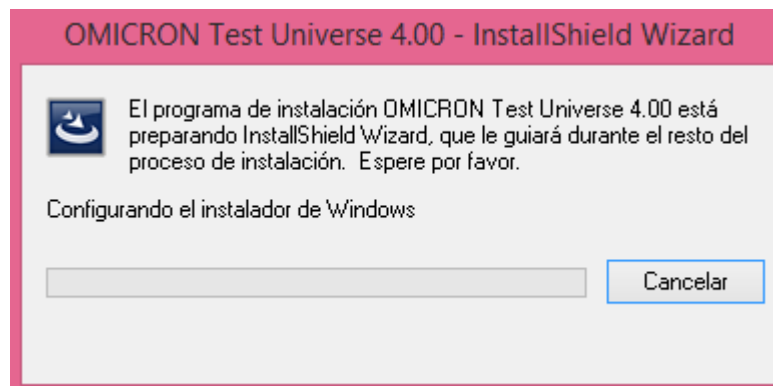 OMICRON Test Universe 4.00 - InstallShield Wizard
El programa de instalación OMICRON Test Universe 4.00 está
preparando InstallShield Wizard, que le guiará durante el resto del
proceso de instalación.  Espere por favor.
Configurando el instalador de Windows
Cancelar